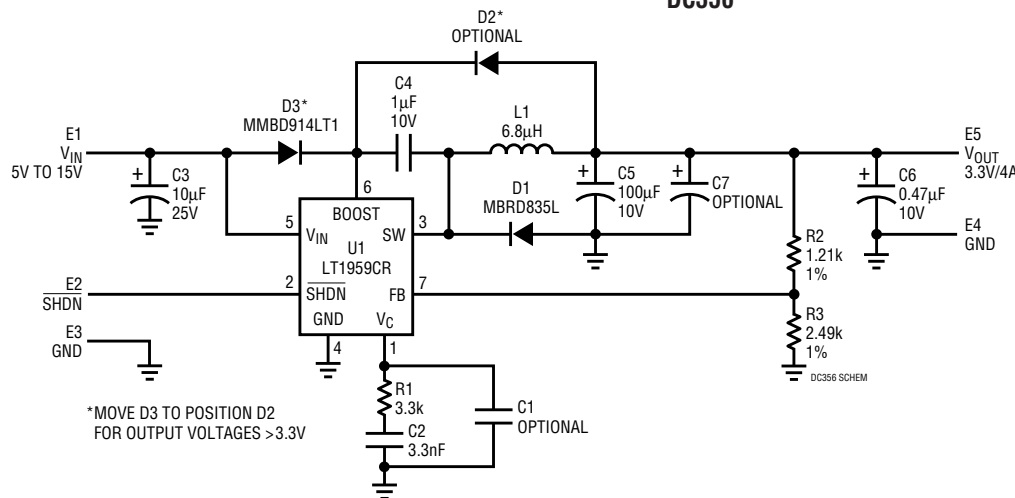 DC356
D2*
OPTIONAL
C4
1µF
10V
D3*
MMBD914LT1
L1
6.8µH
E1
VIN
5V TO 15V
+
C3
10µF
25V
6
BOOST
5
VIN
SW
3
U1
LT1959CR
2
SHDN
FB
7
GND
VC
4
1
D1
MBRD835L
+
C5
100µF
10V
+
C7
OPTIONAL
+
C6
0.47µF
10V
E5
VOUT
3.3V/4A
E4
GND
R2
1.21k
1%
R3
2.49k
1%
DC356 SCHEM
E2
SHDN
E3
GND
R1
3.3k
C2
3.3nF
C1
OPTIONAL
*MOVE D3 TO POSITION D2
FOR OUTPUT VOLTAGES >3.3V